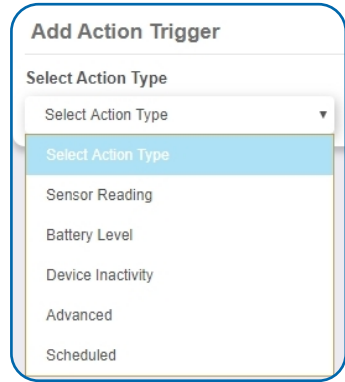 Add Action Trigger
Select Action Type
Select Action Type
Select Action Type
Sensor Reading
Battery Level
Device Inactivity
Advanced
Scheduled